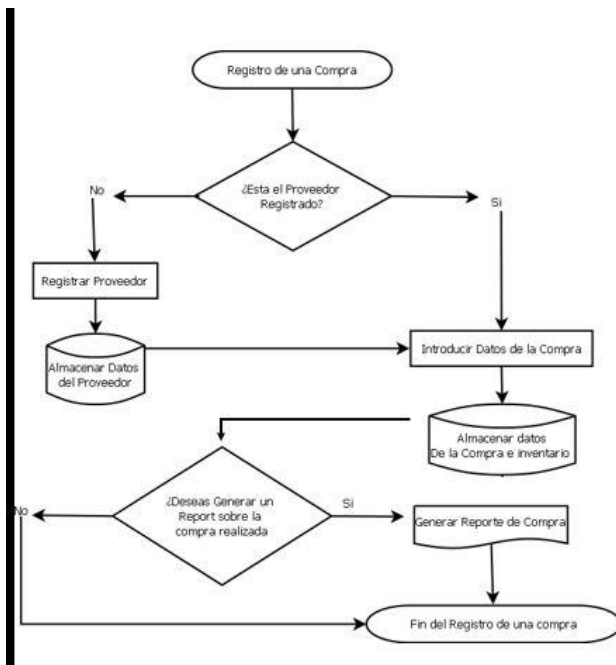 Registro de una Compra
¿Esta el Proveedor
Registrado?
No
Si
Registrar Proveedor
Almacenar Datos
del Proveedor
Introducir Datos de la Compra
Almacenar datos
De la Compra e inventario
¿Deseas Generar un
Report sobre la
compra realizada
No
Si
Generar Reporte de Compra
Fin del Registro de una compra